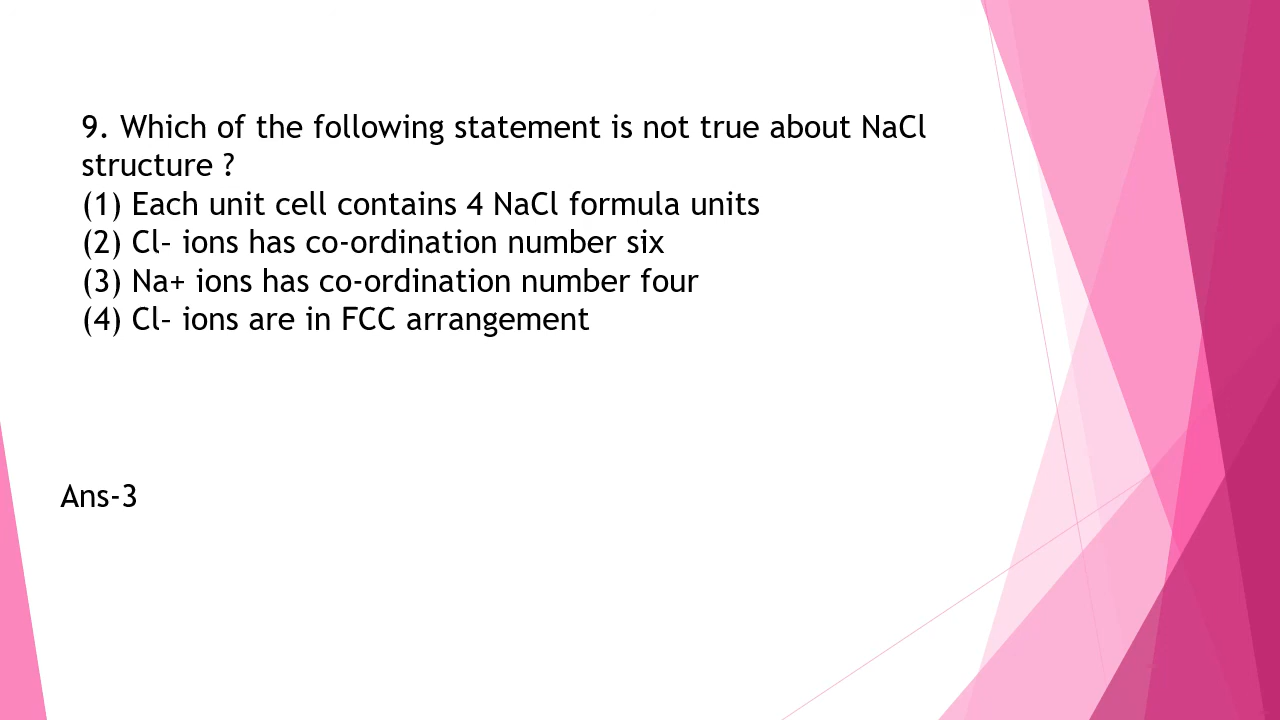 9. Which of the following statement is not true about NaCl
structure ?
(1) Each unit cell contains 4 NaCl formula units
(2) Cl– ions has co-ordination number six
(3) Na+ ions has co-ordination number four
(4) Cl– ions are in FCC arrangement
Ans-3